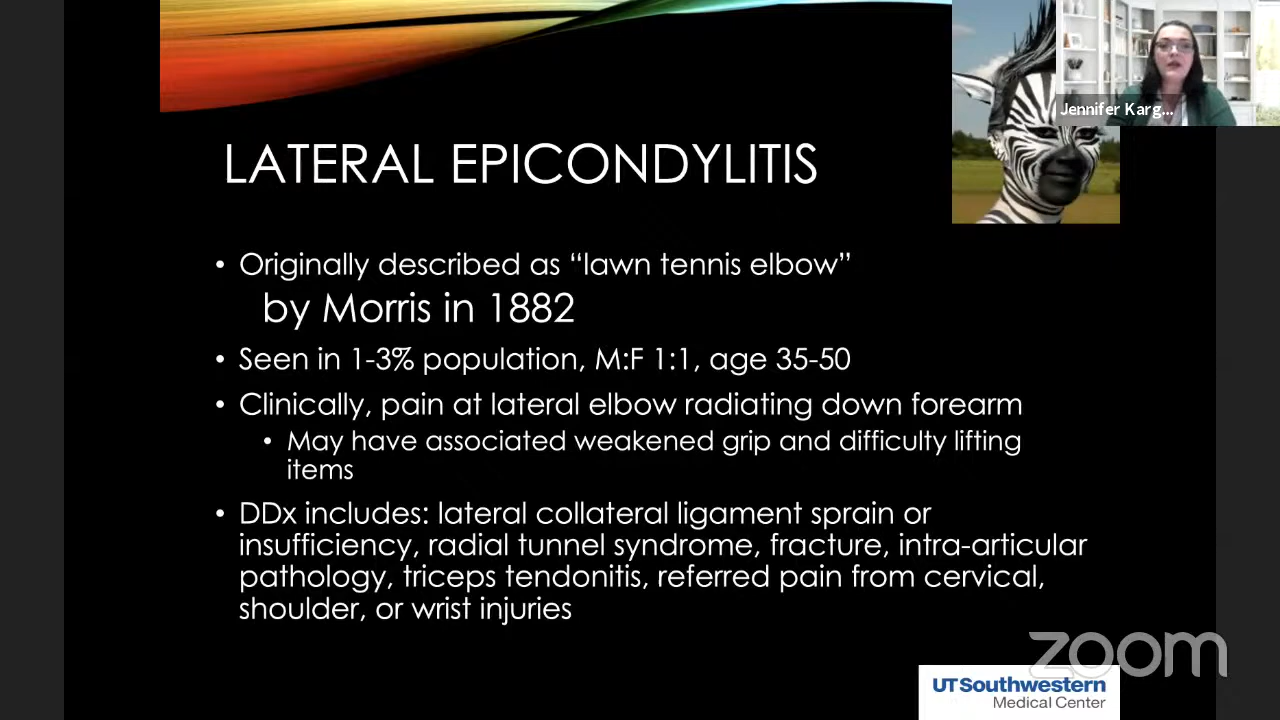 Jennifer Karg...
LATERAL EPICONDYLITIS
• Originally described as “lawn tennis elbow”
by Morris in 1882
• Seen in 1-3% population, M:F 1:1, age 35-50
• Clinically, pain at lateral elbow radiating down forearm
• May have associated weakened grip and difficulty lifting
items
• DDx includes: lateral collateral ligament sprain or
insufficiency, radial tunnel syndrome, fracture, intra-articular
pathology, triceps tendonitis, referred pain from cervical,
shoulder, or wrist injuries
zoom
UTSouthwestern
Medical Center